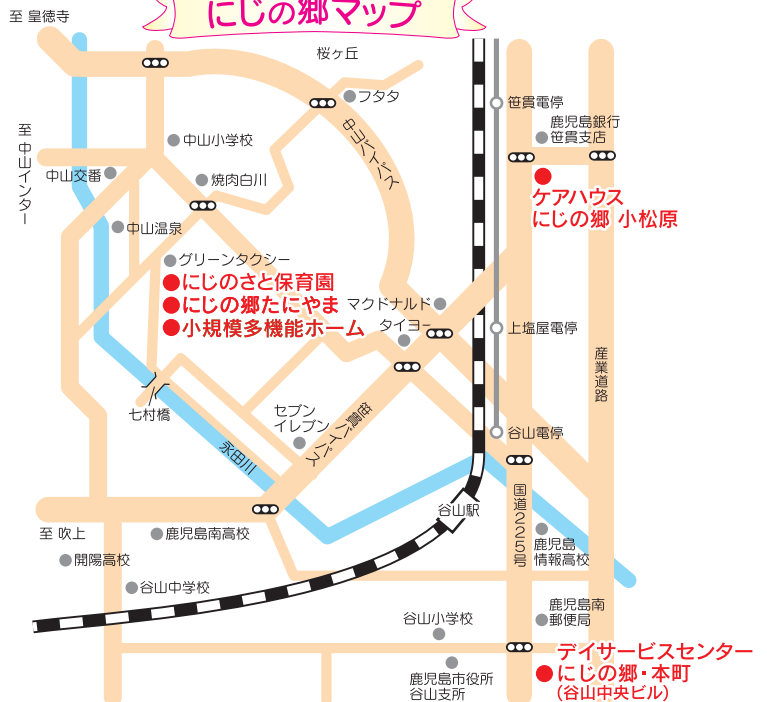 にじの郷マップ
至 皇徳寺
桜ヶ丘
フタタ
笹貫電停
鹿児島銀行
笹貫支店
至 中山インター
中山小学校
中山バイパス
中山交番
焼肉白川
ケアハウス
にじの郷 小松原
中山温泉
グリーンタクシー
にじのさと保育園
にじの郷たにやま
小規模多機能ホーム
マクドナルド
タイヨー
上塩屋電停
産業道路
七村橋
セブン
イレブン
笹貫バイパス
谷山電停
永田川
国道225号
谷山駅
至 吹上
鹿児島南高校
鹿児島
情報高校
開陽高校
谷山中学校
谷山小学校
鹿児島南
郵便局
鹿児島市役所
谷山支所
デイサービスセンター
にじの郷・本町
(谷山中央ビル)